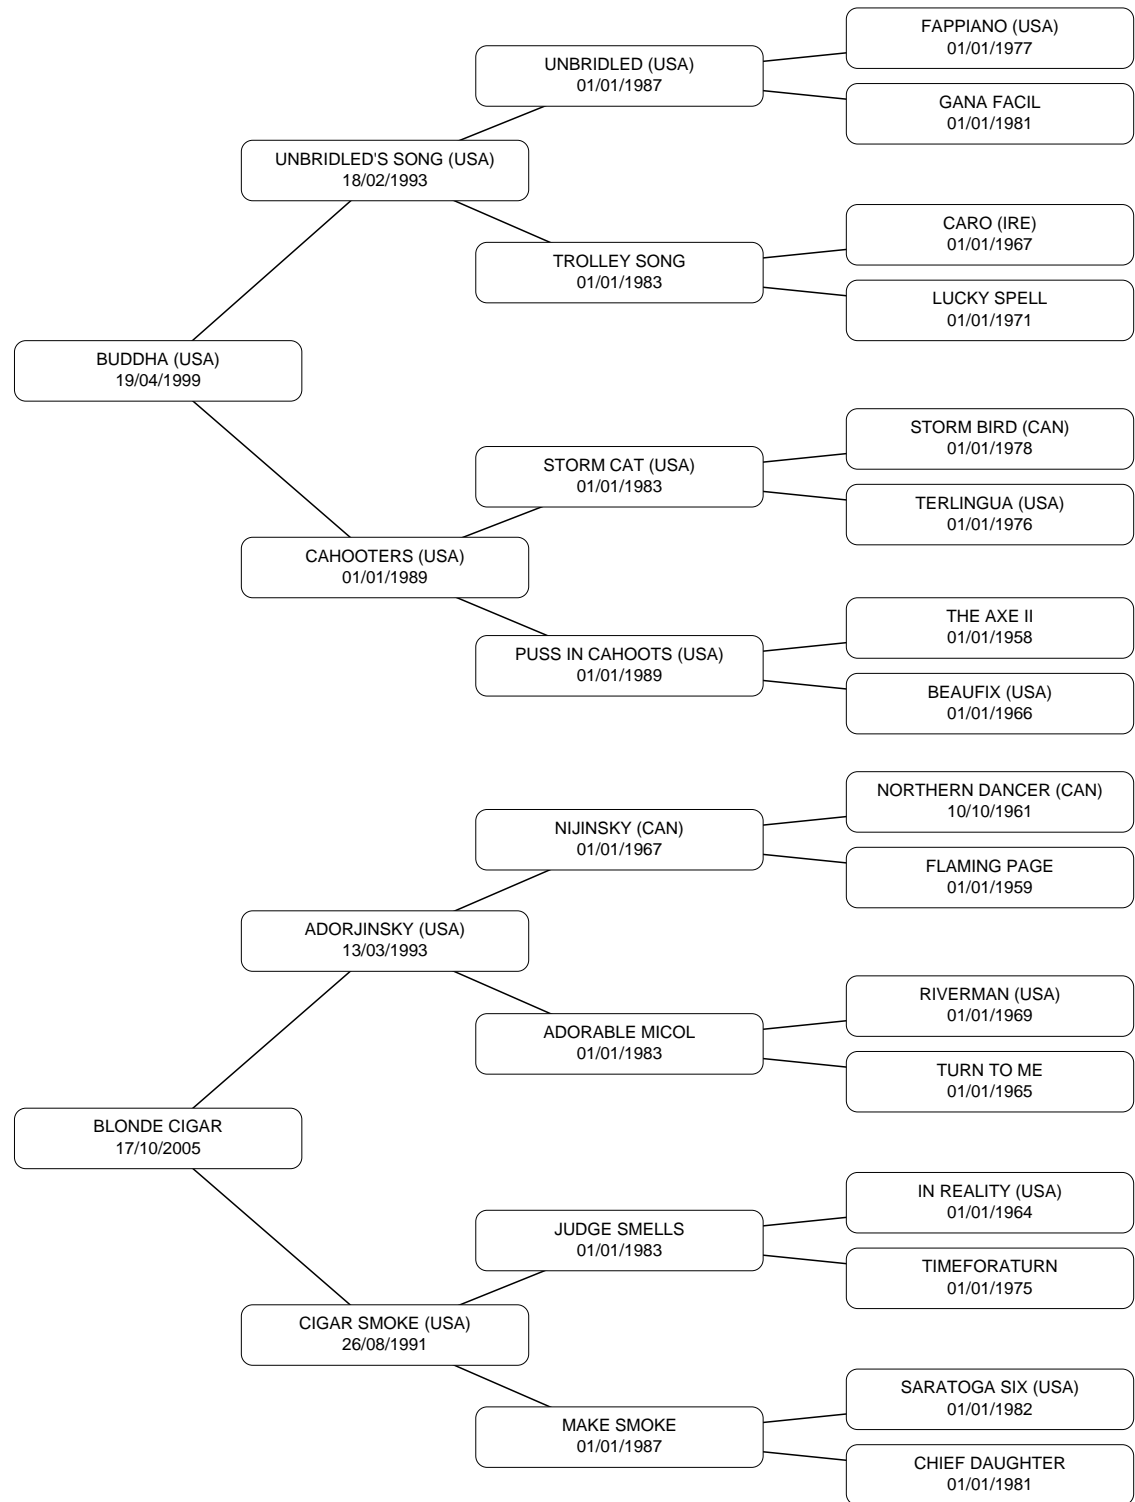 FAPPIANO (USA)
01/01/1977
UNBRIDLED (USA)
01/01/1987
GANA FACIL
01/01/1981
UNBRIDLED'S SONG (USA)
18/02/1993
CARO (IRE)
01/01/1967
TROLLEY SONG
01/01/1983
LUCKY SPELL
01/01/1971
BUDDHA (USA)
19/04/1999
STORM BIRD (CAN)
01/01/1978
STORM CAT (USA)
01/01/1983
TERLINGUA (USA)
01/01/1976
CAHOOTERS (USA)
01/01/1989
THE AXE II
01/01/1958
PUSS IN CAHOOTS (USA)
01/01/1989
BEAUFIX (USA)
01/01/1966
NORTHERN DANCER (CAN)
10/10/1961
NIJINSKY (CAN)
01/01/1967
FLAMING PAGE
01/01/1959
ADORJINSKY (USA)
13/03/1993
RIVERMAN (USA)
01/01/1969
ADORABLE MICOL
01/01/1983
TURN TO ME
01/01/1965
BLONDE CIGAR
17/10/2005
IN REALITY (USA)
01/01/1964
JUDGE SMELLS
01/01/1983
TIMEFORATURN
01/01/1975
CIGAR SMOKE (USA)
26/08/1991
SARATOGA SIX (USA)
01/01/1982
MAKE SMOKE
01/01/1987
CHIEF DAUGHTER
01/01/1981